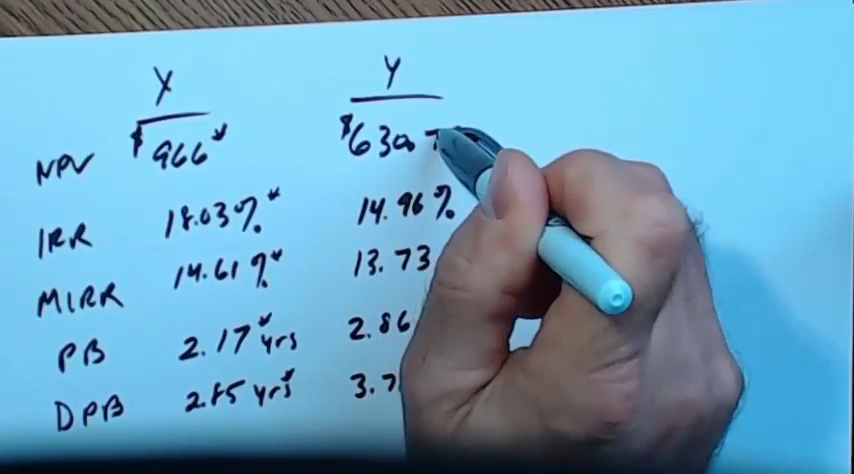 X Y
NPV $966* $630
IRR 18.03%* 14.96%
MIRR 14.61%* 13.73
PB 2.17* yrs 2.86
DPB 2.85 yrs* 3.7